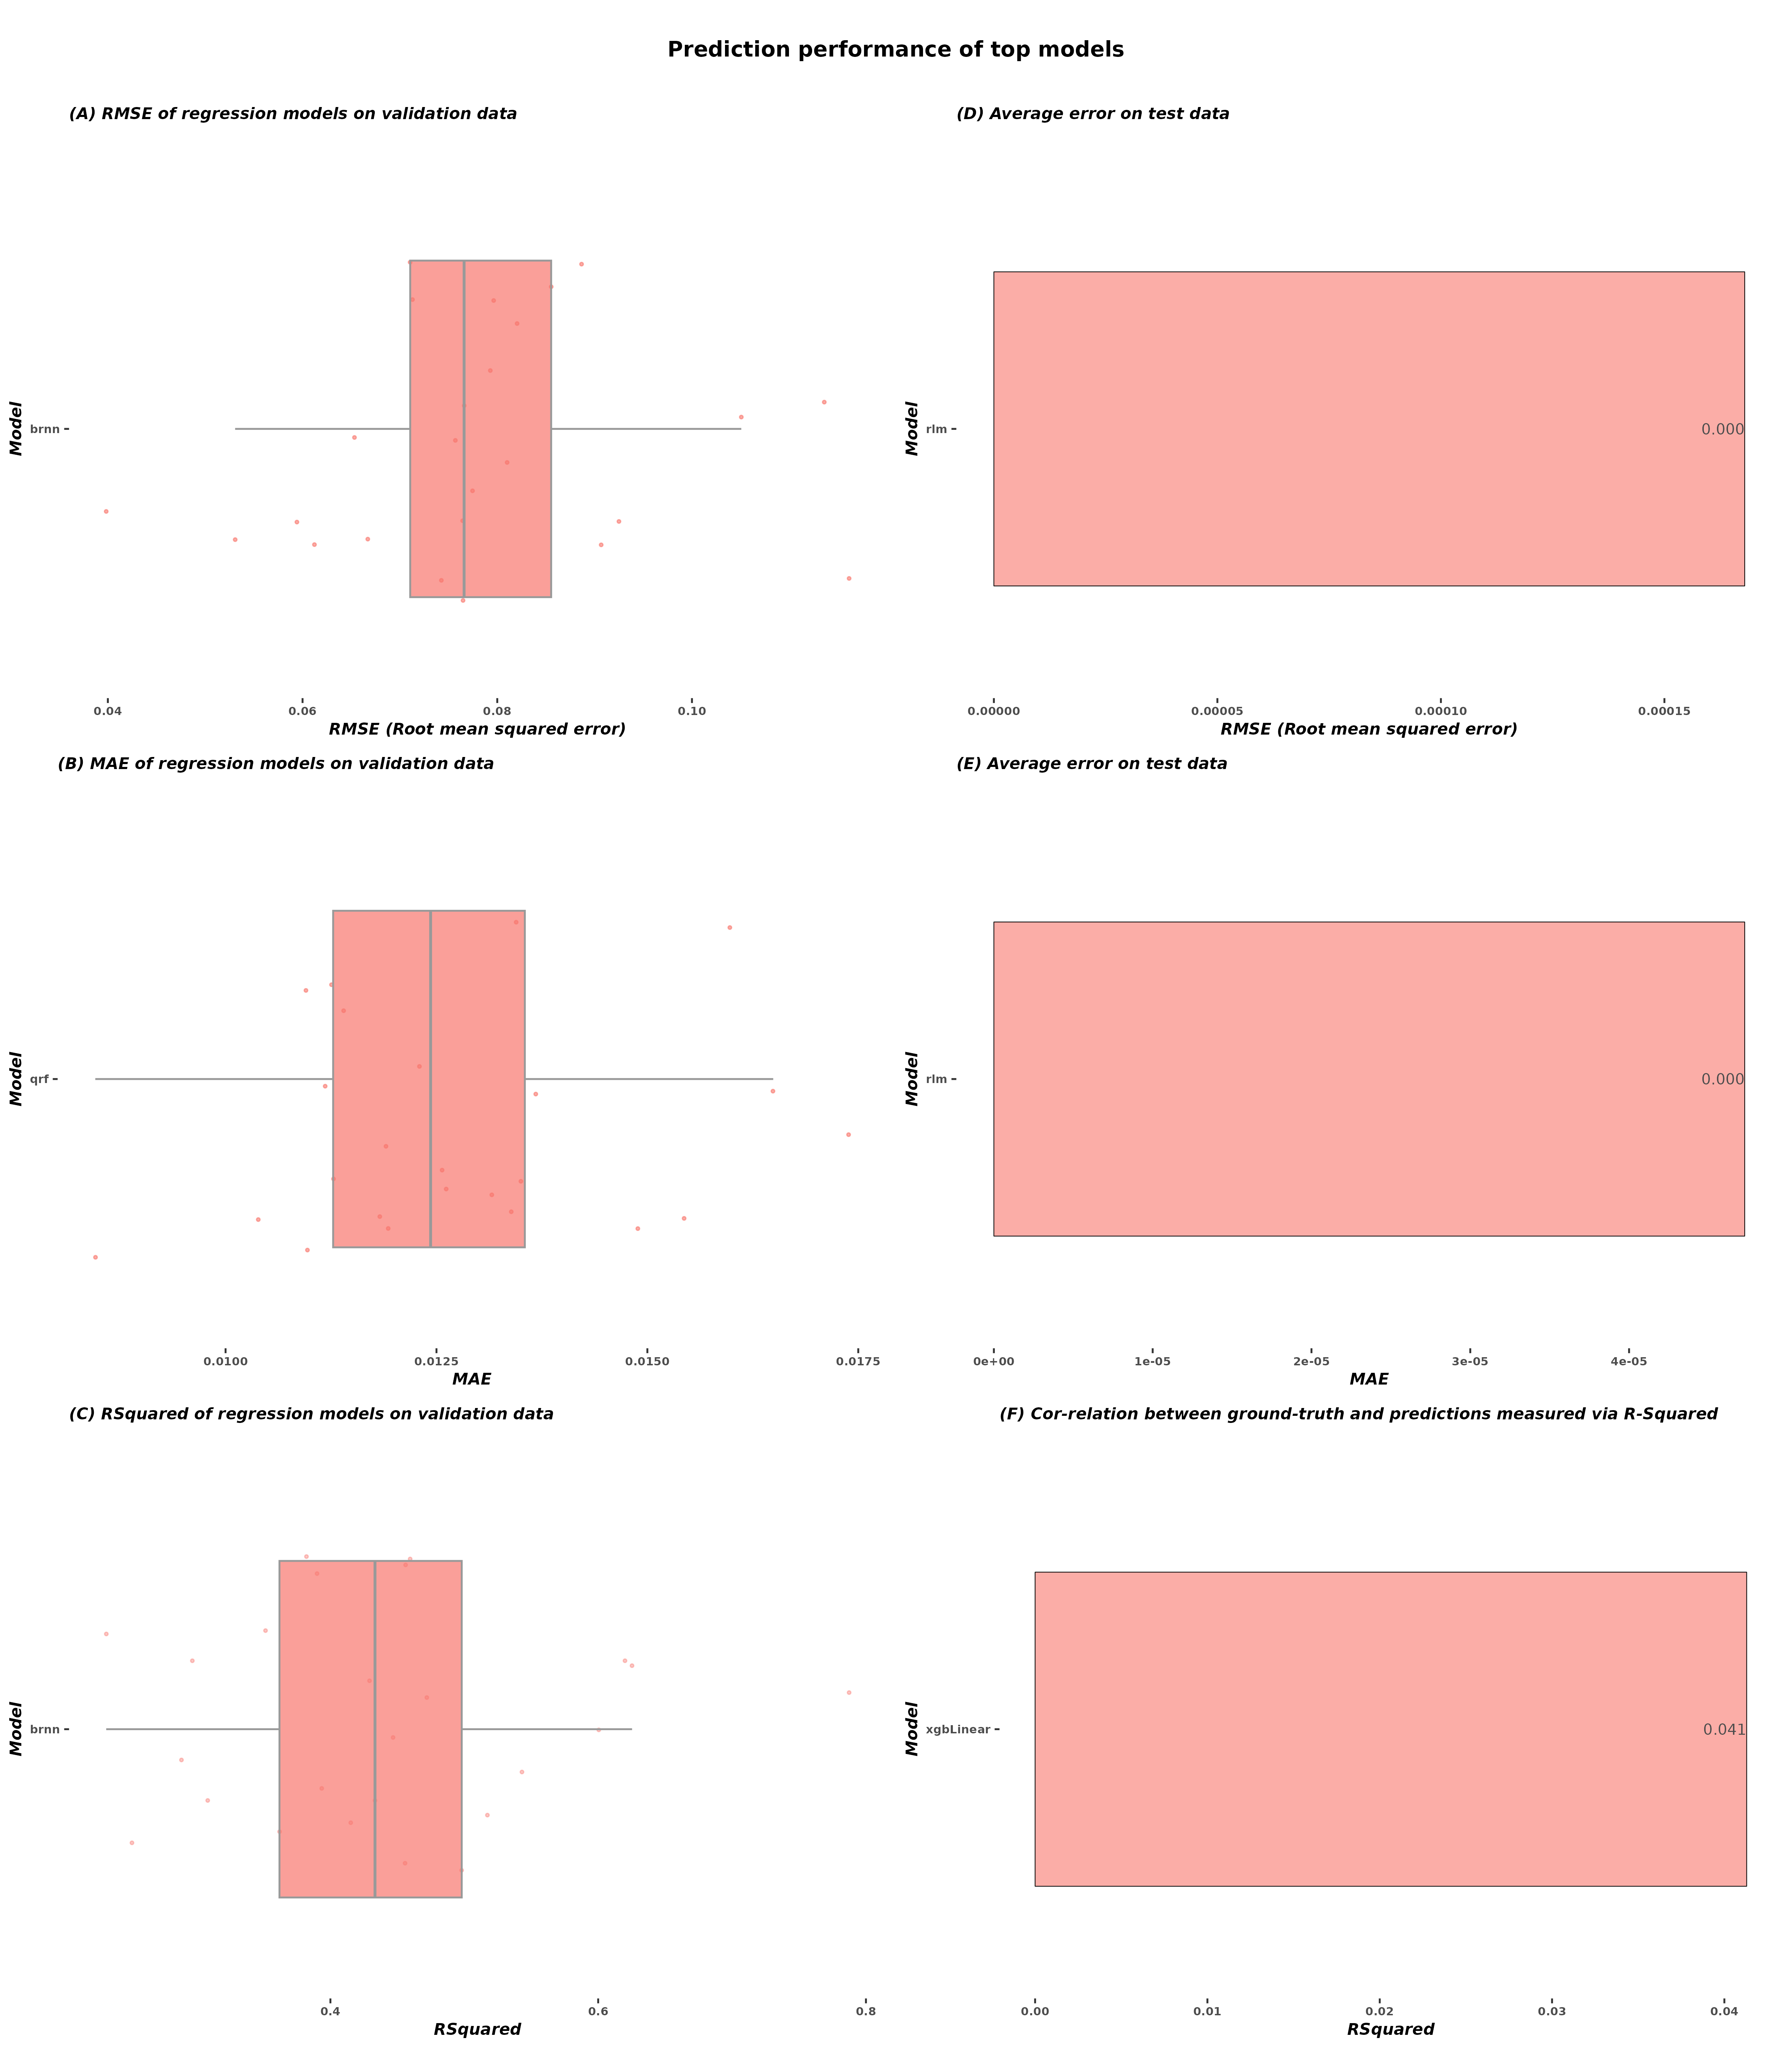 Prediction performance of top models
(A) RMSE of regression models on validation data
Model
brnn
0.04 0.06 0.08 0.10
RMSE (Root mean squared error)
(D) Average error on test data
Model
rlm
0.000
0.00000 0.00005 0.00010 0.00015
RMSE (Root mean squared error)
(B) MAE of regression models on validation data
Model
qrf
0.0100 0.0125 0.0150 0.0175
MAE
(E) Average error on test data
Model
rlm
0.000
0e+00 1e-05 2e-05 3e-05 4e-05
MAE
(C) RSquared of regression models on validation data
Model
brnn
0.4 0.6 0.8
RSquared
(F) Cor-relation between ground-truth and predictions measured via R-Squared
Model
xgbLinear
0.041
0.00 0.01 0.02 0.03 0.04
RSquared